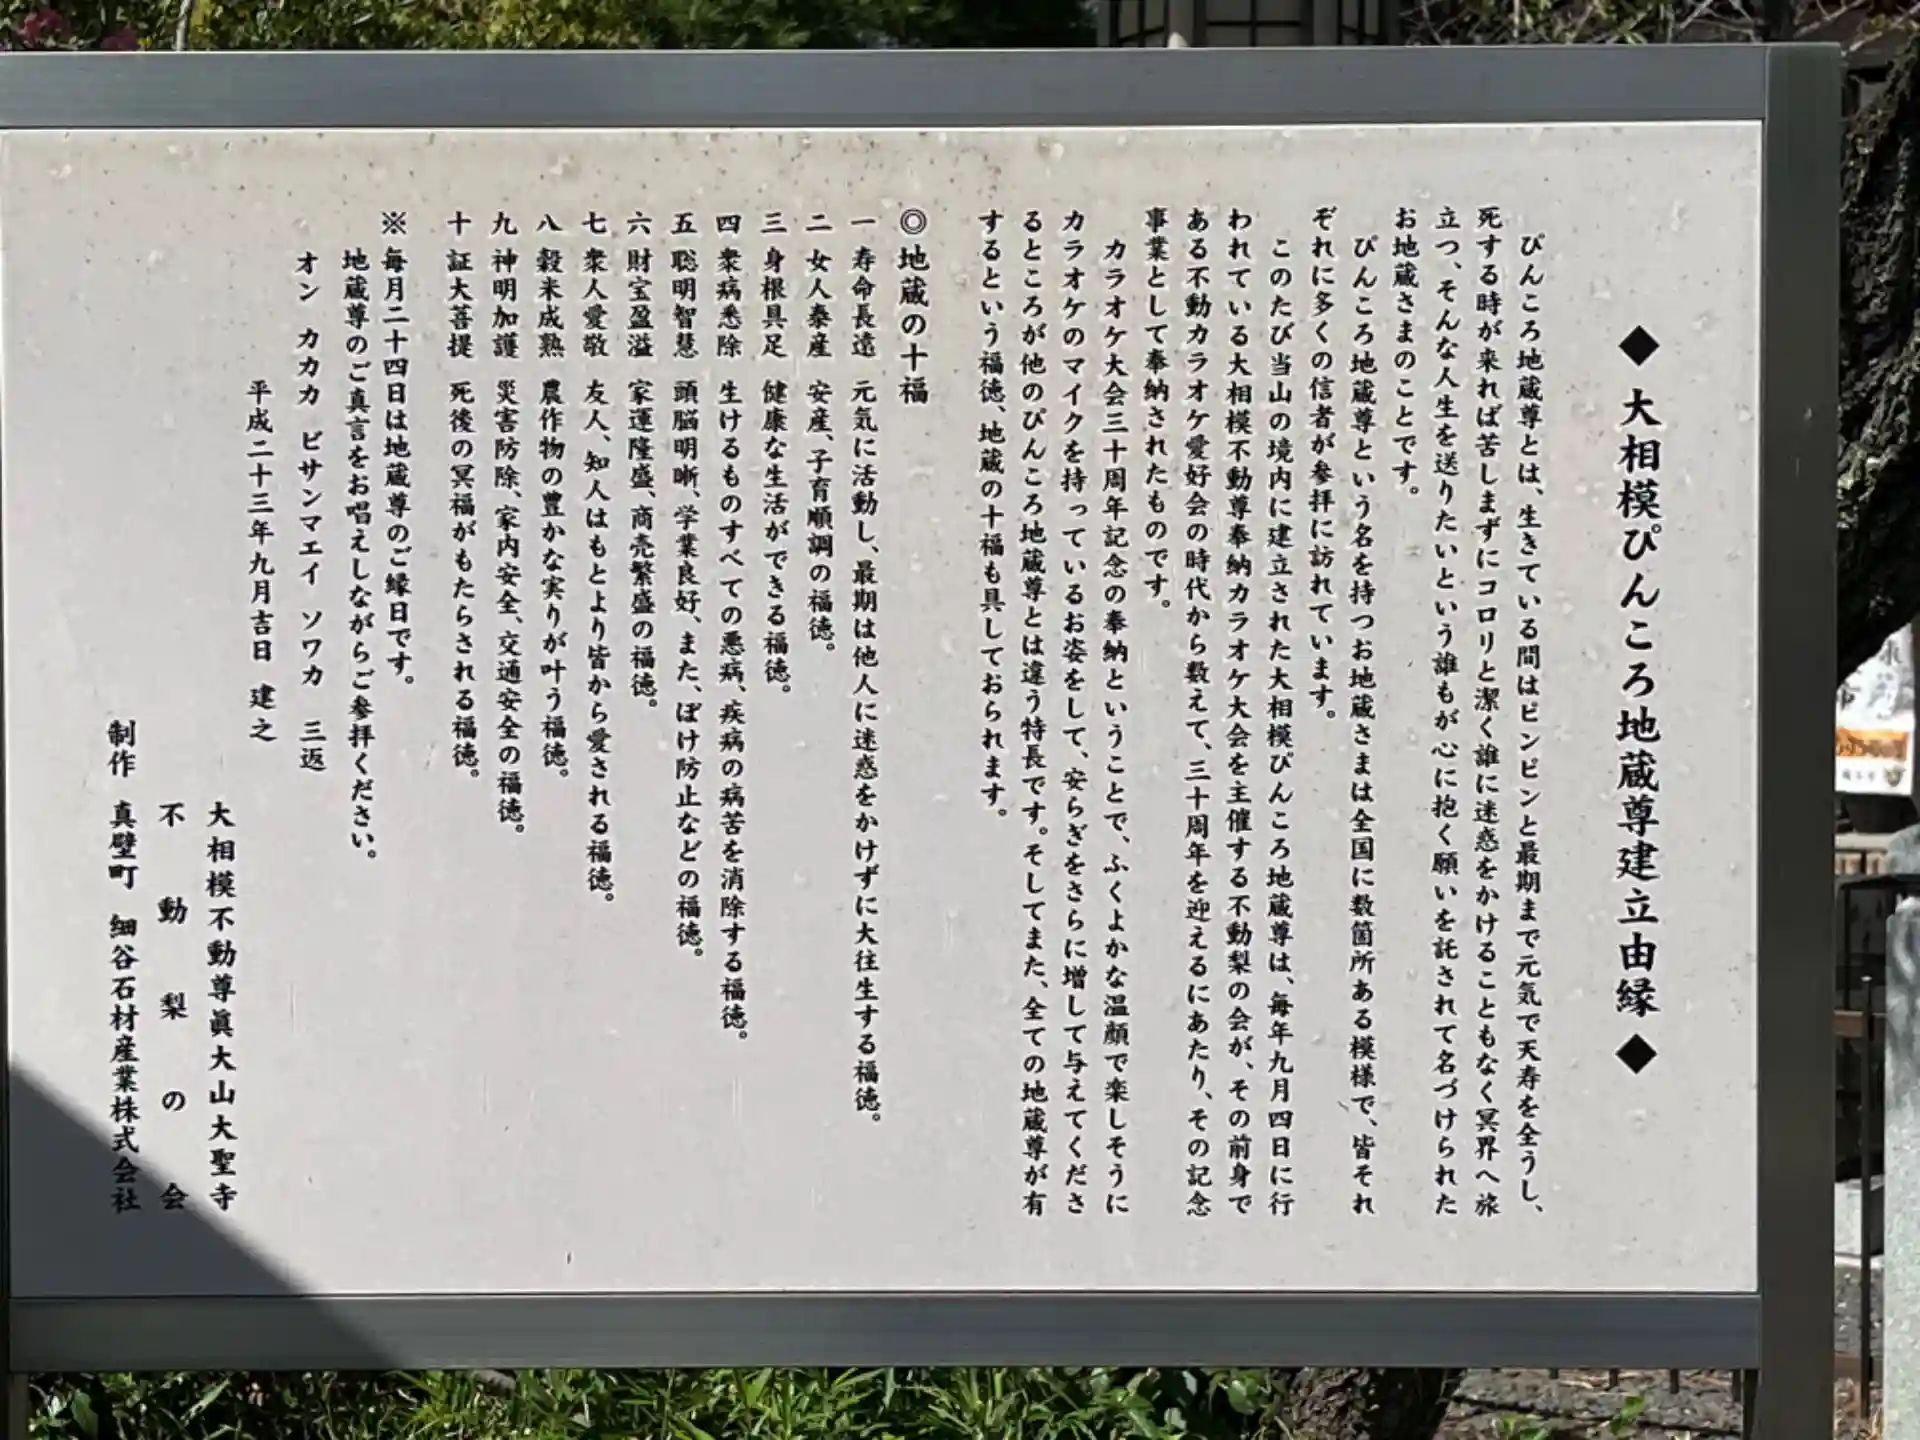 ◆ 大相模ぴんころ地蔵尊建立由縁 ◆
ぴんころ地蔵尊とは、生きている間はピンピンと最期まで元気で天寿を全うし、
死する時が来れば苦しまずにコロリと潔く誰に迷惑をかけることもなく冥界へ旅
立つ、そんな人生を送りたいという誰もが心に抱く願いを託されて名づけられた
お地蔵さまのことです。
ぴんころ地蔵尊という名を持つお地蔵さまは全国に数箇所ある模様で、皆それ
ぞれに多くの信者が参拝に訪れています。
このたび当山の境内に建立された大相模ぴんころ地蔵尊は、毎年九月四日に行
われている大相模不動尊奉納カラオケ大会を主催する不動梨の会が、その前身で
ある不動カラオケ愛好会の時代から数えて、三十周年を迎えるにあたり、その記念
事業として奉納されたものです。
カラオケ大会三十周年記念の奉納ということで、ふくよかな温顔で楽しそうに
カラオケのマイクを持っているお姿をして、安らぎをさらに増して与えてくださ
るところが他のぴんころ地蔵尊とは違う特長です。そしてまた、全ての地蔵尊が有
するという福徳、地蔵の十福も具しておられます。
◎ 地蔵の十福
一 寿命長遠 元気に活動し、最期は他人に迷惑をかけずに大往生する福徳。
二 女人泰産 安産、子育順調の福徳。
三 身根具足 健康な生活ができる福徳。
四 衆病悉除 生けるものすべての悪病、疾病の病苦を消除する福徳。
五 聡明智慧 頭脳明晰、学業良好、また、ぼけ防止などの福徳。
六 財宝盈溢 家運隆盛、商売繁盛の福徳。
七 衆人愛敬 友人、知人はもとより皆から愛される福徳。
八 穀米成熟 農作物の豊かな実りが叶う福徳。
九 神明加護 災害防除、家内安全、交通安全の福徳。
十 証大菩提 死後の冥福がもたらされる福徳。
※ 毎月二十四日は地蔵尊のご縁日です。
地蔵尊のご真言をお唱えしながらご参拝ください。
オン カカカ ビサンマエイ ソワカ 三返
平成二十三年九月吉日 建之
大相模不動尊眞大山大聖寺
不動梨の会
制作 真壁町 細谷石材産業株式会社